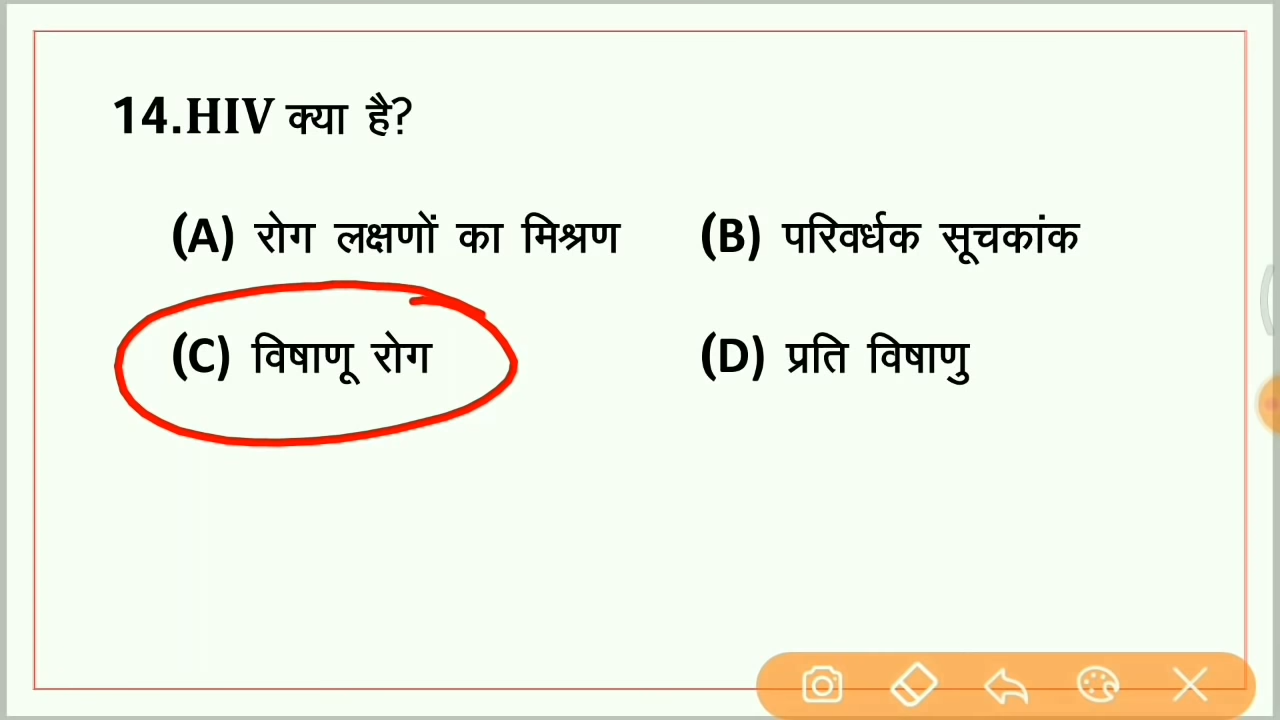 14.HIV क्या है?
(A) रोग लक्षणों का मिश्रण (B) परिवर्धक सूचकांक
(C) विषाणू रोग (D) प्रति विषाणु